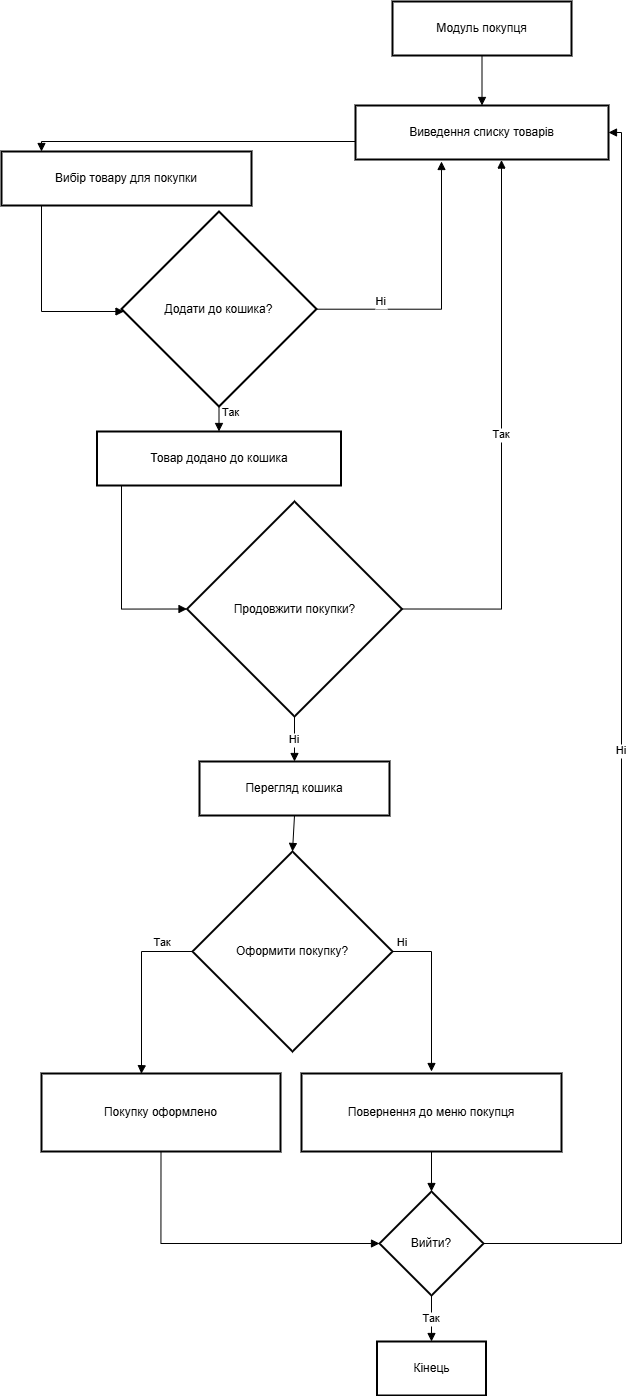 Модуль покупця
Виведення списку товарів
Вибір товару для покупки
Додати до кошика?
Ні
Так
Товар додано до кошика
Так
Продовжити покупки?
Ні
Ні
Перегляд кошика
Так
Ні
Оформити покупку?
Покупку оформлено
Повернення до меню покупця
Вийти?
Так
Кінець